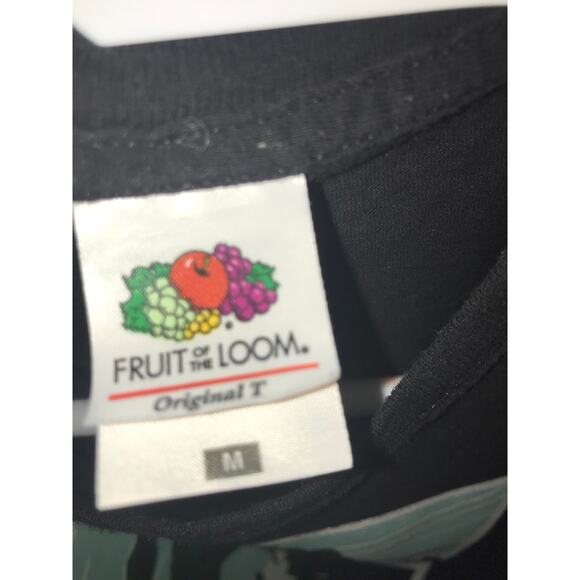 FRUIT OF THE LOOM.
Original T
M